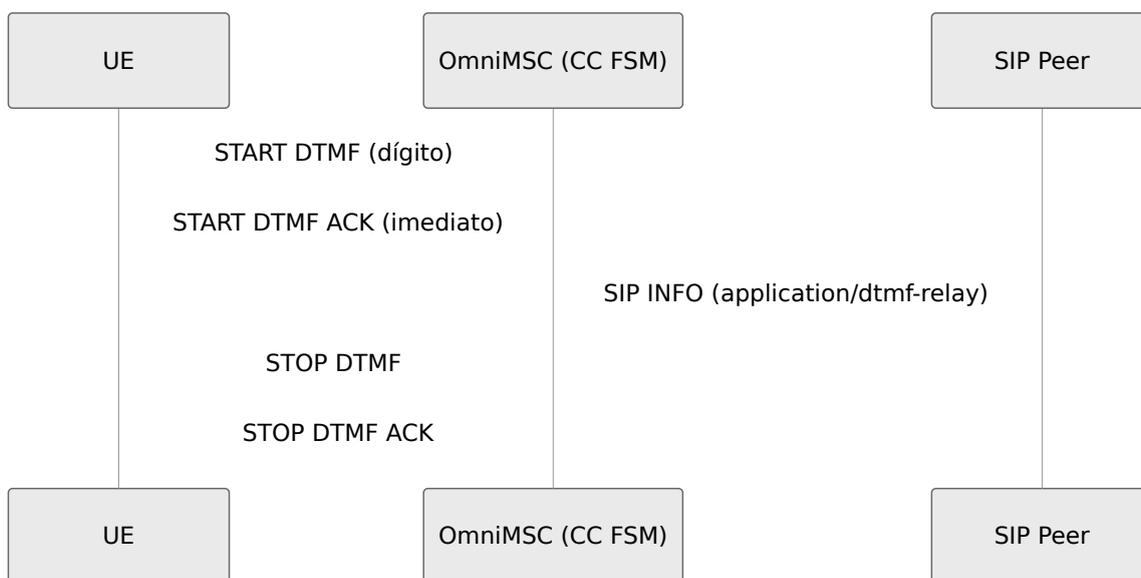 UE
OmniMSC (CC FSM)
SIP Peer
START DTMF (dígito)
START DTMF ACK (imediato)
SIP INFO (application/dtmf-relay)
STOP DTMF
STOP DTMF ACK
UE
OmniMSC (CC FSM)
SIP Peer